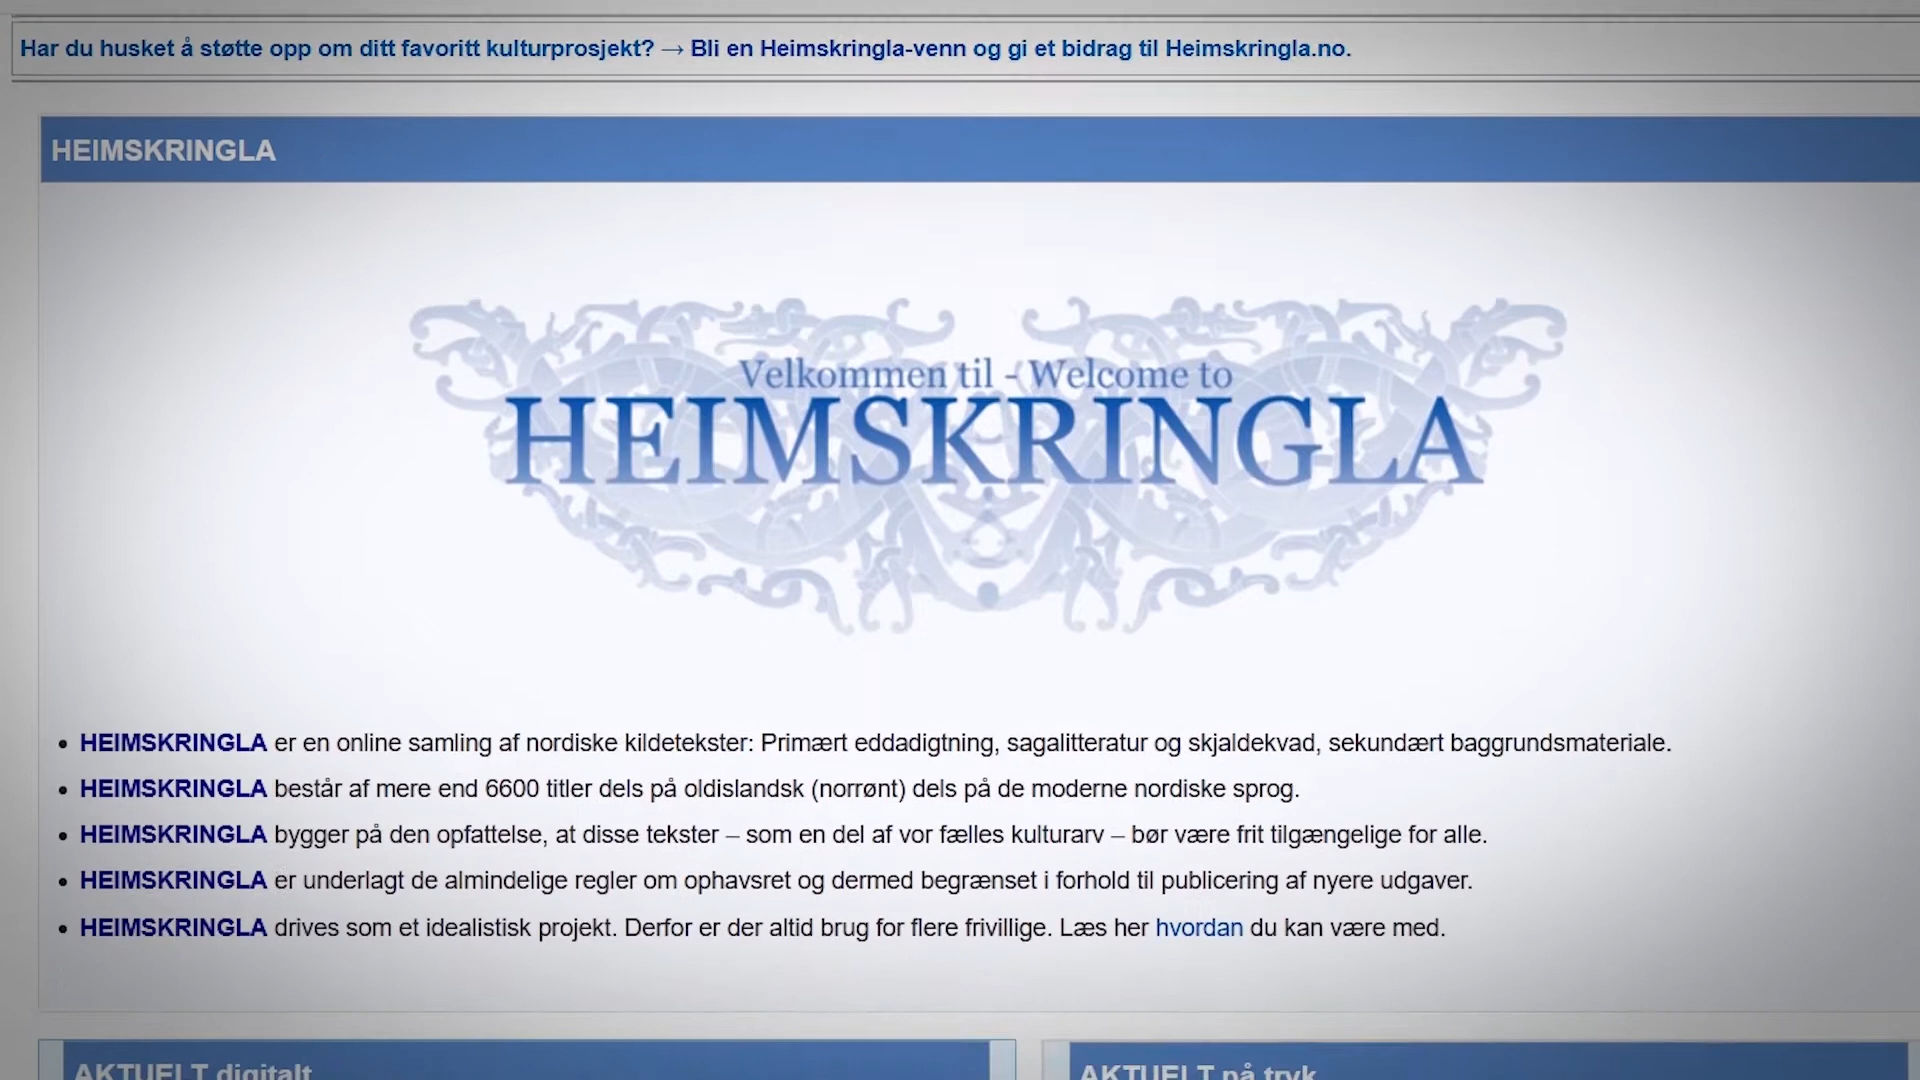 Har du husket å støtte opp om ditt favoritt kulturprosjekt? → Bli en Heimskringla-venn og gi et bidrag til Heimskringla.no.
HEIMSKRINGLA
Velkommen til - Welcome to
HEIMSKRINGLA
• HEIMSKRINGLA er en online samling af nordiske kildetekster: Primært eddadigtning, sagalitteratur og skjaldekvad, sekundært baggrundsmateriale.
• HEIMSKRINGLA består af mere end 6600 titler dels på oldislandsk (norrønt) dels på de moderne nordiske sprog.
• HEIMSKRINGLA bygger på den opfattelse, at disse tekster – som en del af vor fælles kulturarv – bør være frit tilgængelige for alle.
• HEIMSKRINGLA er underlagt de almindelige regler om ophavsret og dermed begrænset i forhold til publicering af nyere udgaver.
• HEIMSKRINGLA drives som et idealistisk projekt. Derfor er der altid brug for flere frivillige. Læs her hvordan du kan være med.
AKTUELT digitalt
AKTUELT på tryk